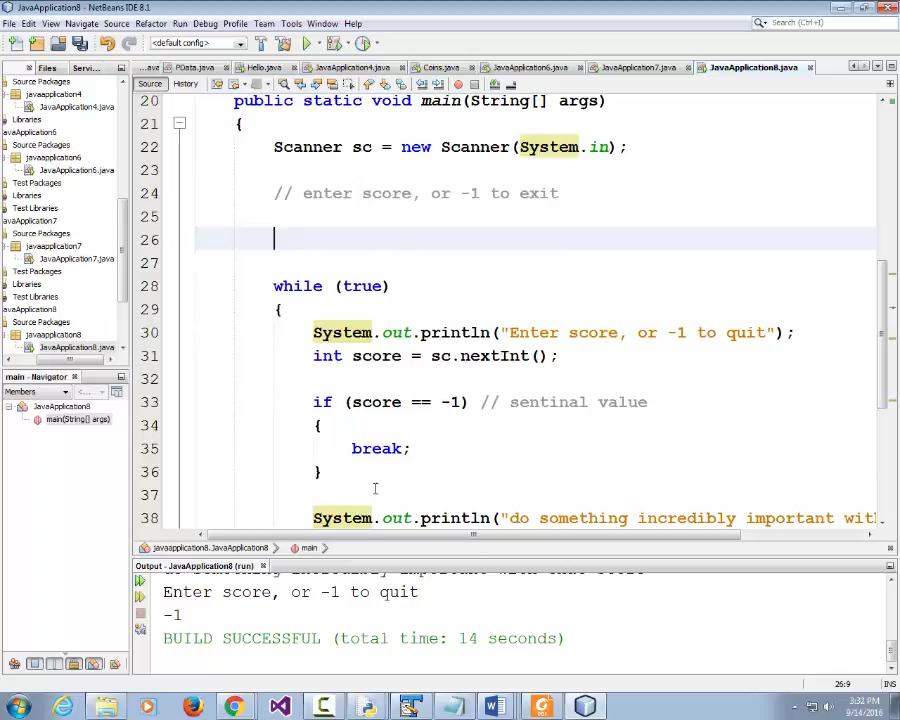 JavaApplication8 - NetBeans IDE 8.1
File Edit View Navigate Source Refactor Run Debug Profile Team Tools Window Help
Search (Ctrl+I)
<default config>
Files Servi...
...ava PData.java Hello.java JavaApplication4.java Coins.java JavaApplication6.java JavaApplication7.java JavaApplication8.java
Source History
Source Packages
javaapplication4
JavaApplication4.java
Libraries
avaApplication6
Source Packages
javaapplication6
JavaApplication6.java
Test Packages
Libraries
Test Libraries
avaApplication7
Source Packages
javaapplication7
JavaApplication7.java
Test Packages
Libraries
Test Libraries
avaApplication8
Source Packages
javaapplication8
JavaApplication8.java
20 public static void main(String[] args)
21 {
22 Scanner sc = new Scanner(System.in);
23
24 // enter score, or -1 to exit
25
26
27
28 while (true)
29 {
30 System.out.println("Enter score, or -1 to quit");
31 int score = sc.nextInt();
32
33 if (score == -1) // sentinal value
34 {
35 break;
36 }
37
38 System.out.println("do something incredibly important wit
main - Navigator
Members
JavaApplication8
main(String[] args)
javaapplication8.JavaApplication8 main
Output - JavaApplication8 (run)
Enter score, or -1 to quit
-1
BUILD SUCCESSFUL (total time: 14 seconds)
26:9 INS
3:32 PM
9/14/2016